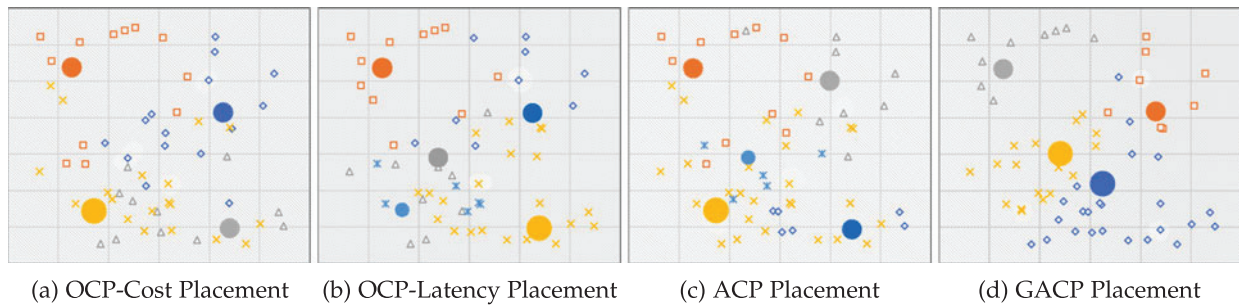 (a) OCP-Cost Placement
(b) OCP-Latency Placement
(c) ACP Placement
(d) GACP Placement